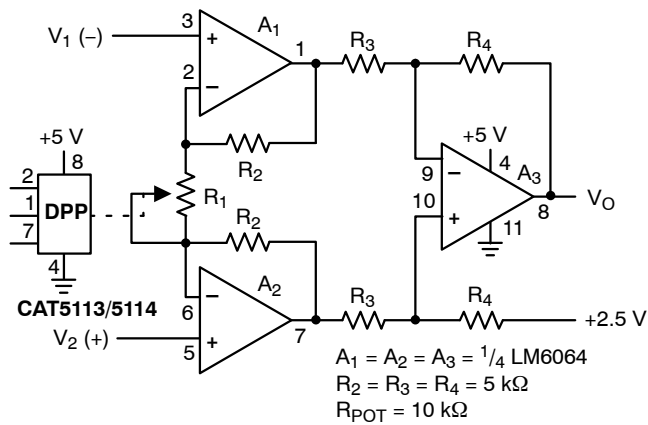 3
A1
V1 (−)
+
1
R3
R4
2
−
+5 V
+5 V
8
R2
4
2
9
−
A3
DPP
R1
1
VO
10
8
7
R2
+
11
4
−
A2
CAT5113/5114
6
R3
R4
7
+2.5 V
V2 (+)
5
+
A1 = A2 = A3 = 1/4 LM6064
R2 = R3 = R4 = 5 kΩ
RPOT = 10 kΩ